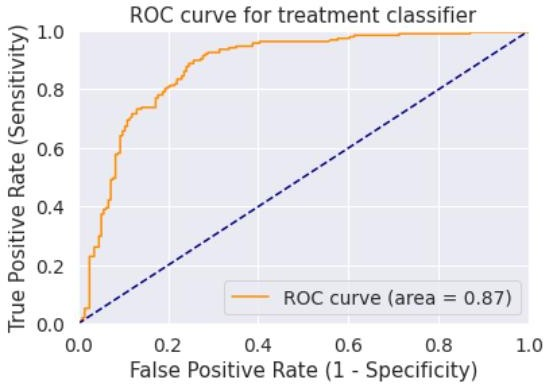 ROC curve for treatment classifier
True Positive Rate (Sensitivity)
1.0
0.8
0.6
0.4
0.2
0.0
ROC curve (area = 0.87)
0.0 0.2 0.4 0.6 0.8 1.0
False Positive Rate (1 - Specificity)